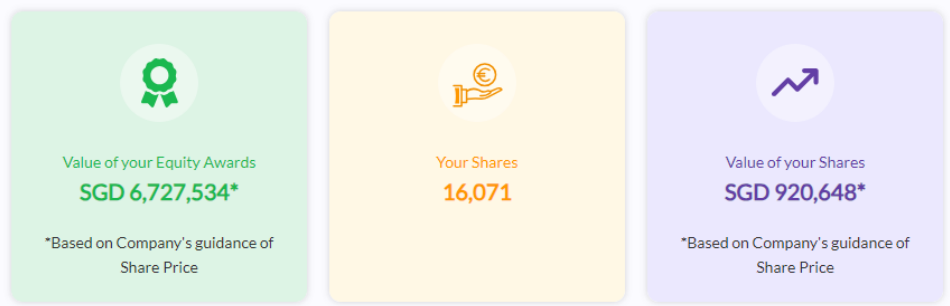 Value of your Equity Awards
SGD 6,727,534*
*Based on Company's guidance of
Share Price
Your Shares
16,071
Value of your Shares
SGD 920,648*
*Based on Company's guidance of
Share Price